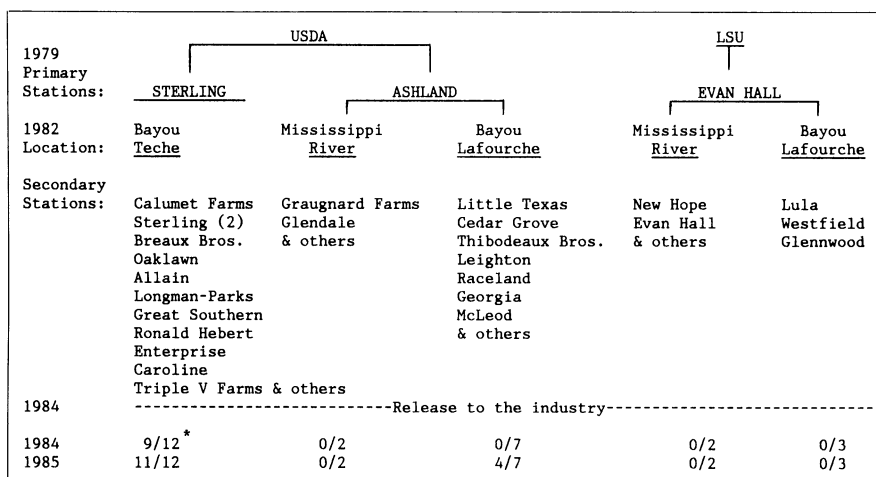 USDA LSU
1979
Primary
Stations: STERLING ASHLAND EVAN HALL
1982 Bayou Mississippi Bayou Mississippi Bayou
Location: Teche River Lafourche River Lafourche
Secondary
Stations: Calumet Farms Graugnard Farms Little Texas New Hope Lula
Sterling (2) Glendale Cedar Grove Evan Hall Westfield
Breaux Bros. & others Thibodeaux Bros. & others Glennwood
Oaklawn Leighton
Allain Raceland
Longman-Parks Georgia
Great Southern McLeod
Ronald Hebert & others
Enterprise
Caroline
Triple V Farms & others
1984 ----------------------------Release to the industry-----------------------------
1984 9/12* 0/2 0/7 0/2 0/3
1985 11/12 0/2 4/7 0/2 0/3